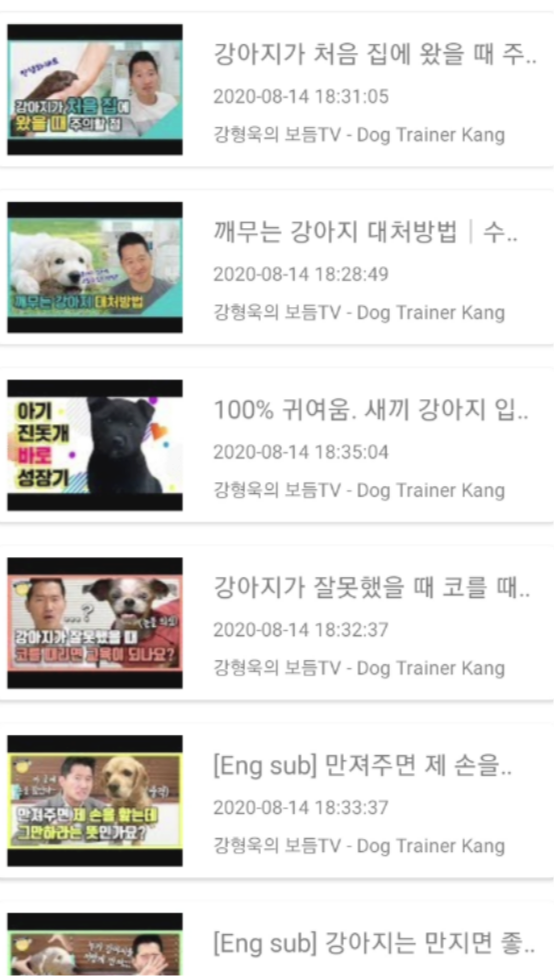 안녕하세요
강아지가 처음 집에
왔을 때 주의할 점
강아지가 처음 집에 왔을 때 주..
2020-08-14 18:31:05
강형욱의 보듬TV - Dog Trainer Kang
깨무는 강아지 대처방법
깨무는 강아지 대처방법│수..
2020-08-14 18:28:49
강형욱의 보듬TV - Dog Trainer Kang
아기
진돗개
바로
성장기
100% 귀여움. 새끼 강아지 입..
2020-08-14 18:35:04
강형욱의 보듬TV - Dog Trainer Kang
...?
강아지가 잘못했을 때
코를 때리면 교육이 되나요?
강아지가 잘못했을 때 코를 때..
2020-08-14 18:32:37
강형욱의 보듬TV - Dog Trainer Kang
만져주면 제 손을 핥는데
그만하라는 뜻인가요?
[Eng sub] 만져주면 제 손을..
2020-08-14 18:33:37
강형욱의 보듬TV - Dog Trainer Kang
[Eng sub] 강아지는 만지면 좋..